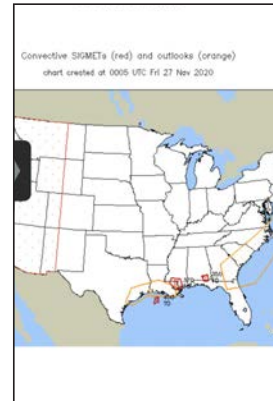 Convective SIGMETs (red) and outlooks (orange)
chart created at 0005 UTC Fri 27 Nov 2020